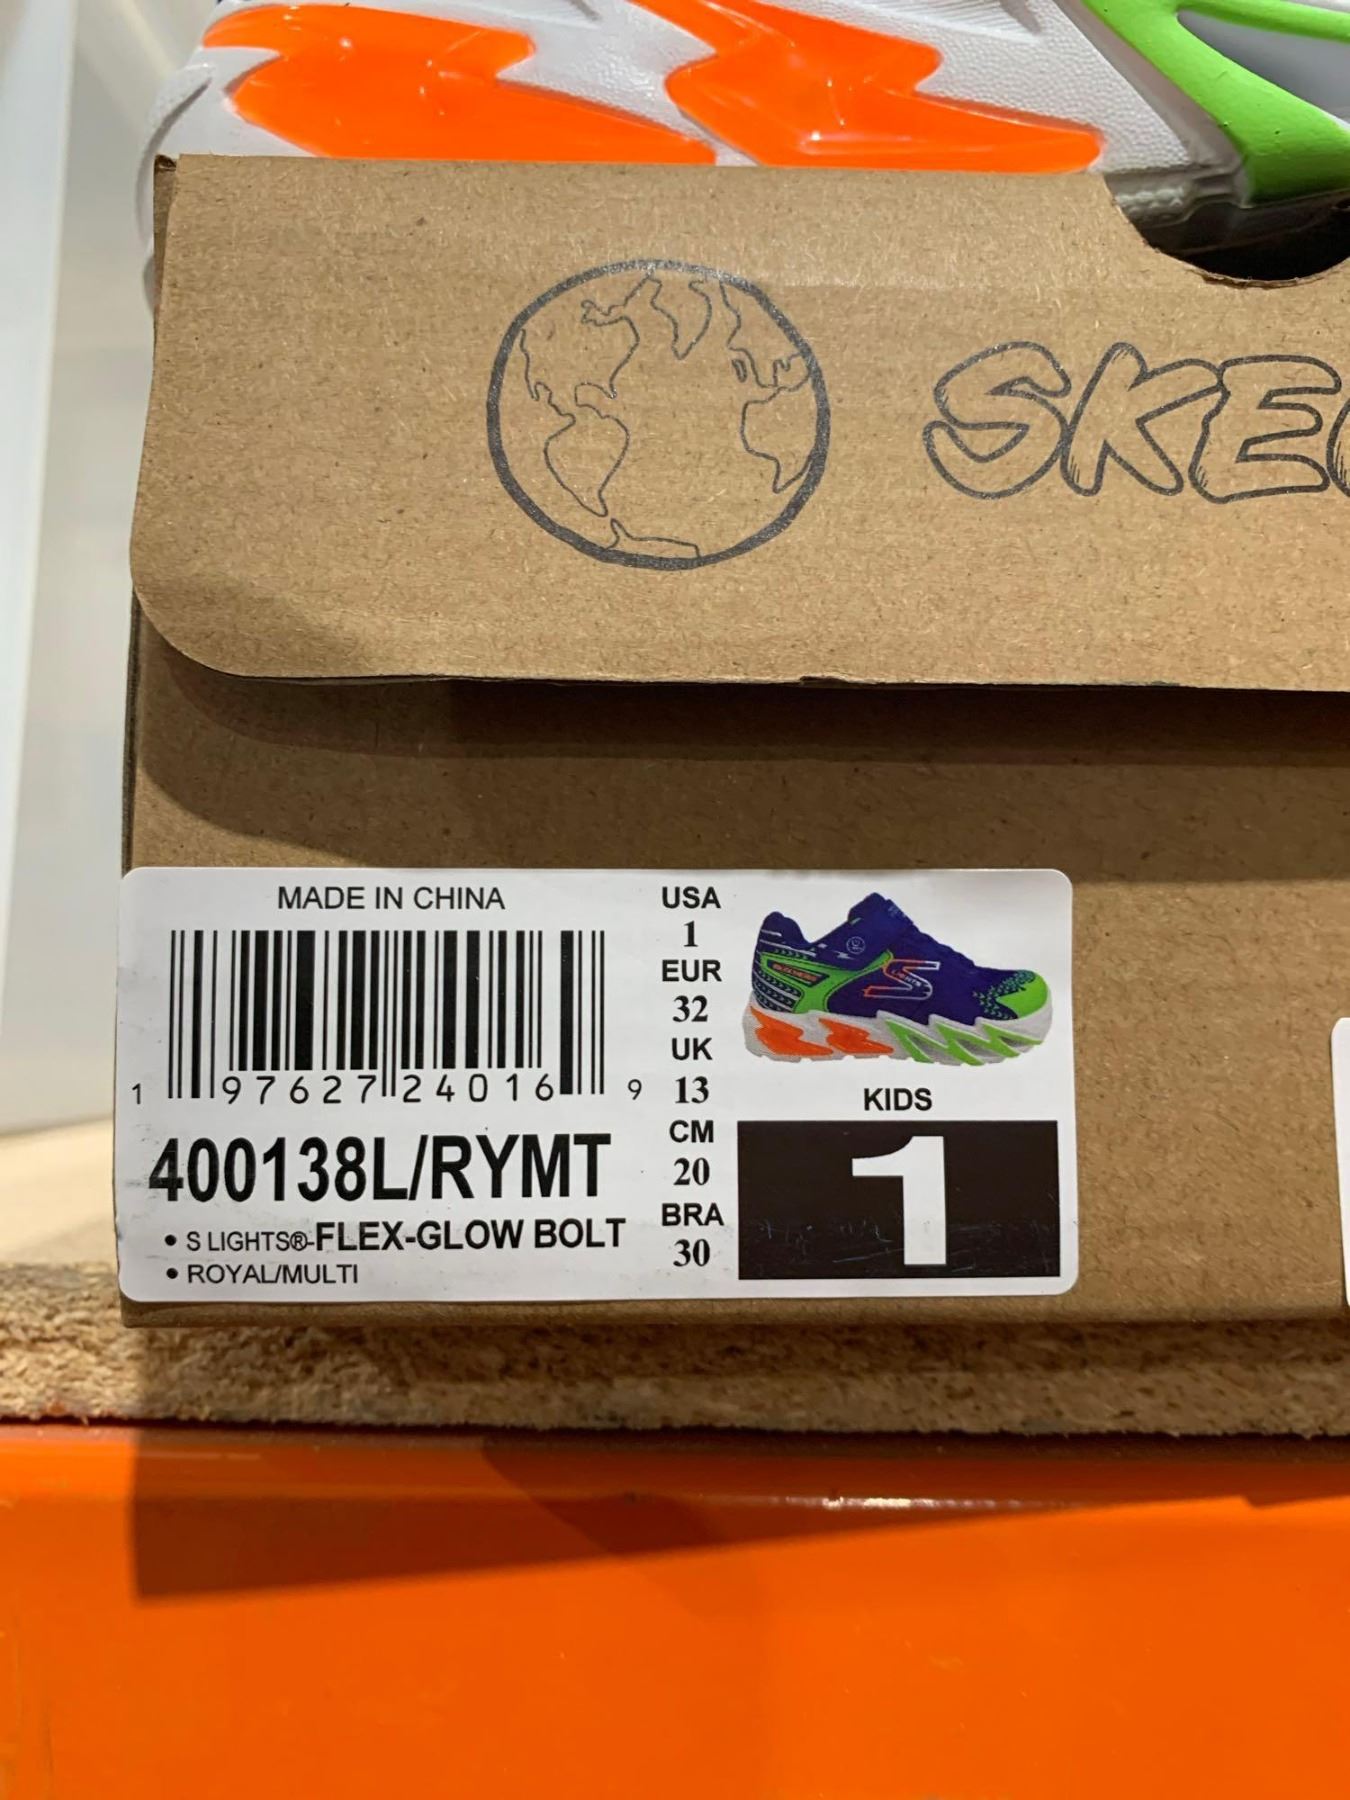 SKE
MADE IN CHINA
1 97627 24016 9
400138L/RYMT
• S LIGHTS®-FLEX-GLOW BOLT
• ROYAL/MULTI
USA
1
EUR
32
UK
13
CM
20
BRA
30
KIDS
1